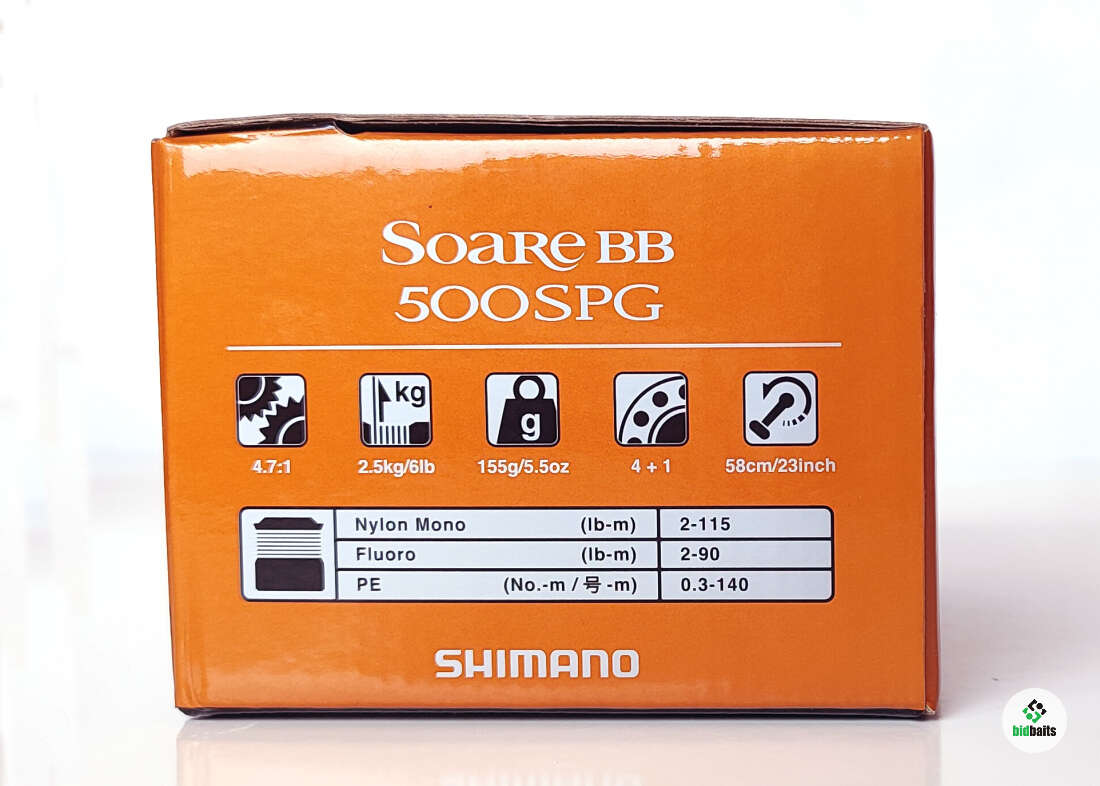 Soare BB
500SPG
kg
g
4.7:1
2.5kg/6lb
155g/5.5oz
4 + 1
58cm/23inch
Nylon Mono (lb-m) 2-115
Fluoro (lb-m) 2-90
PE (No.-m / 号 -m) 0.3-140
SHIMANO
bidbaits